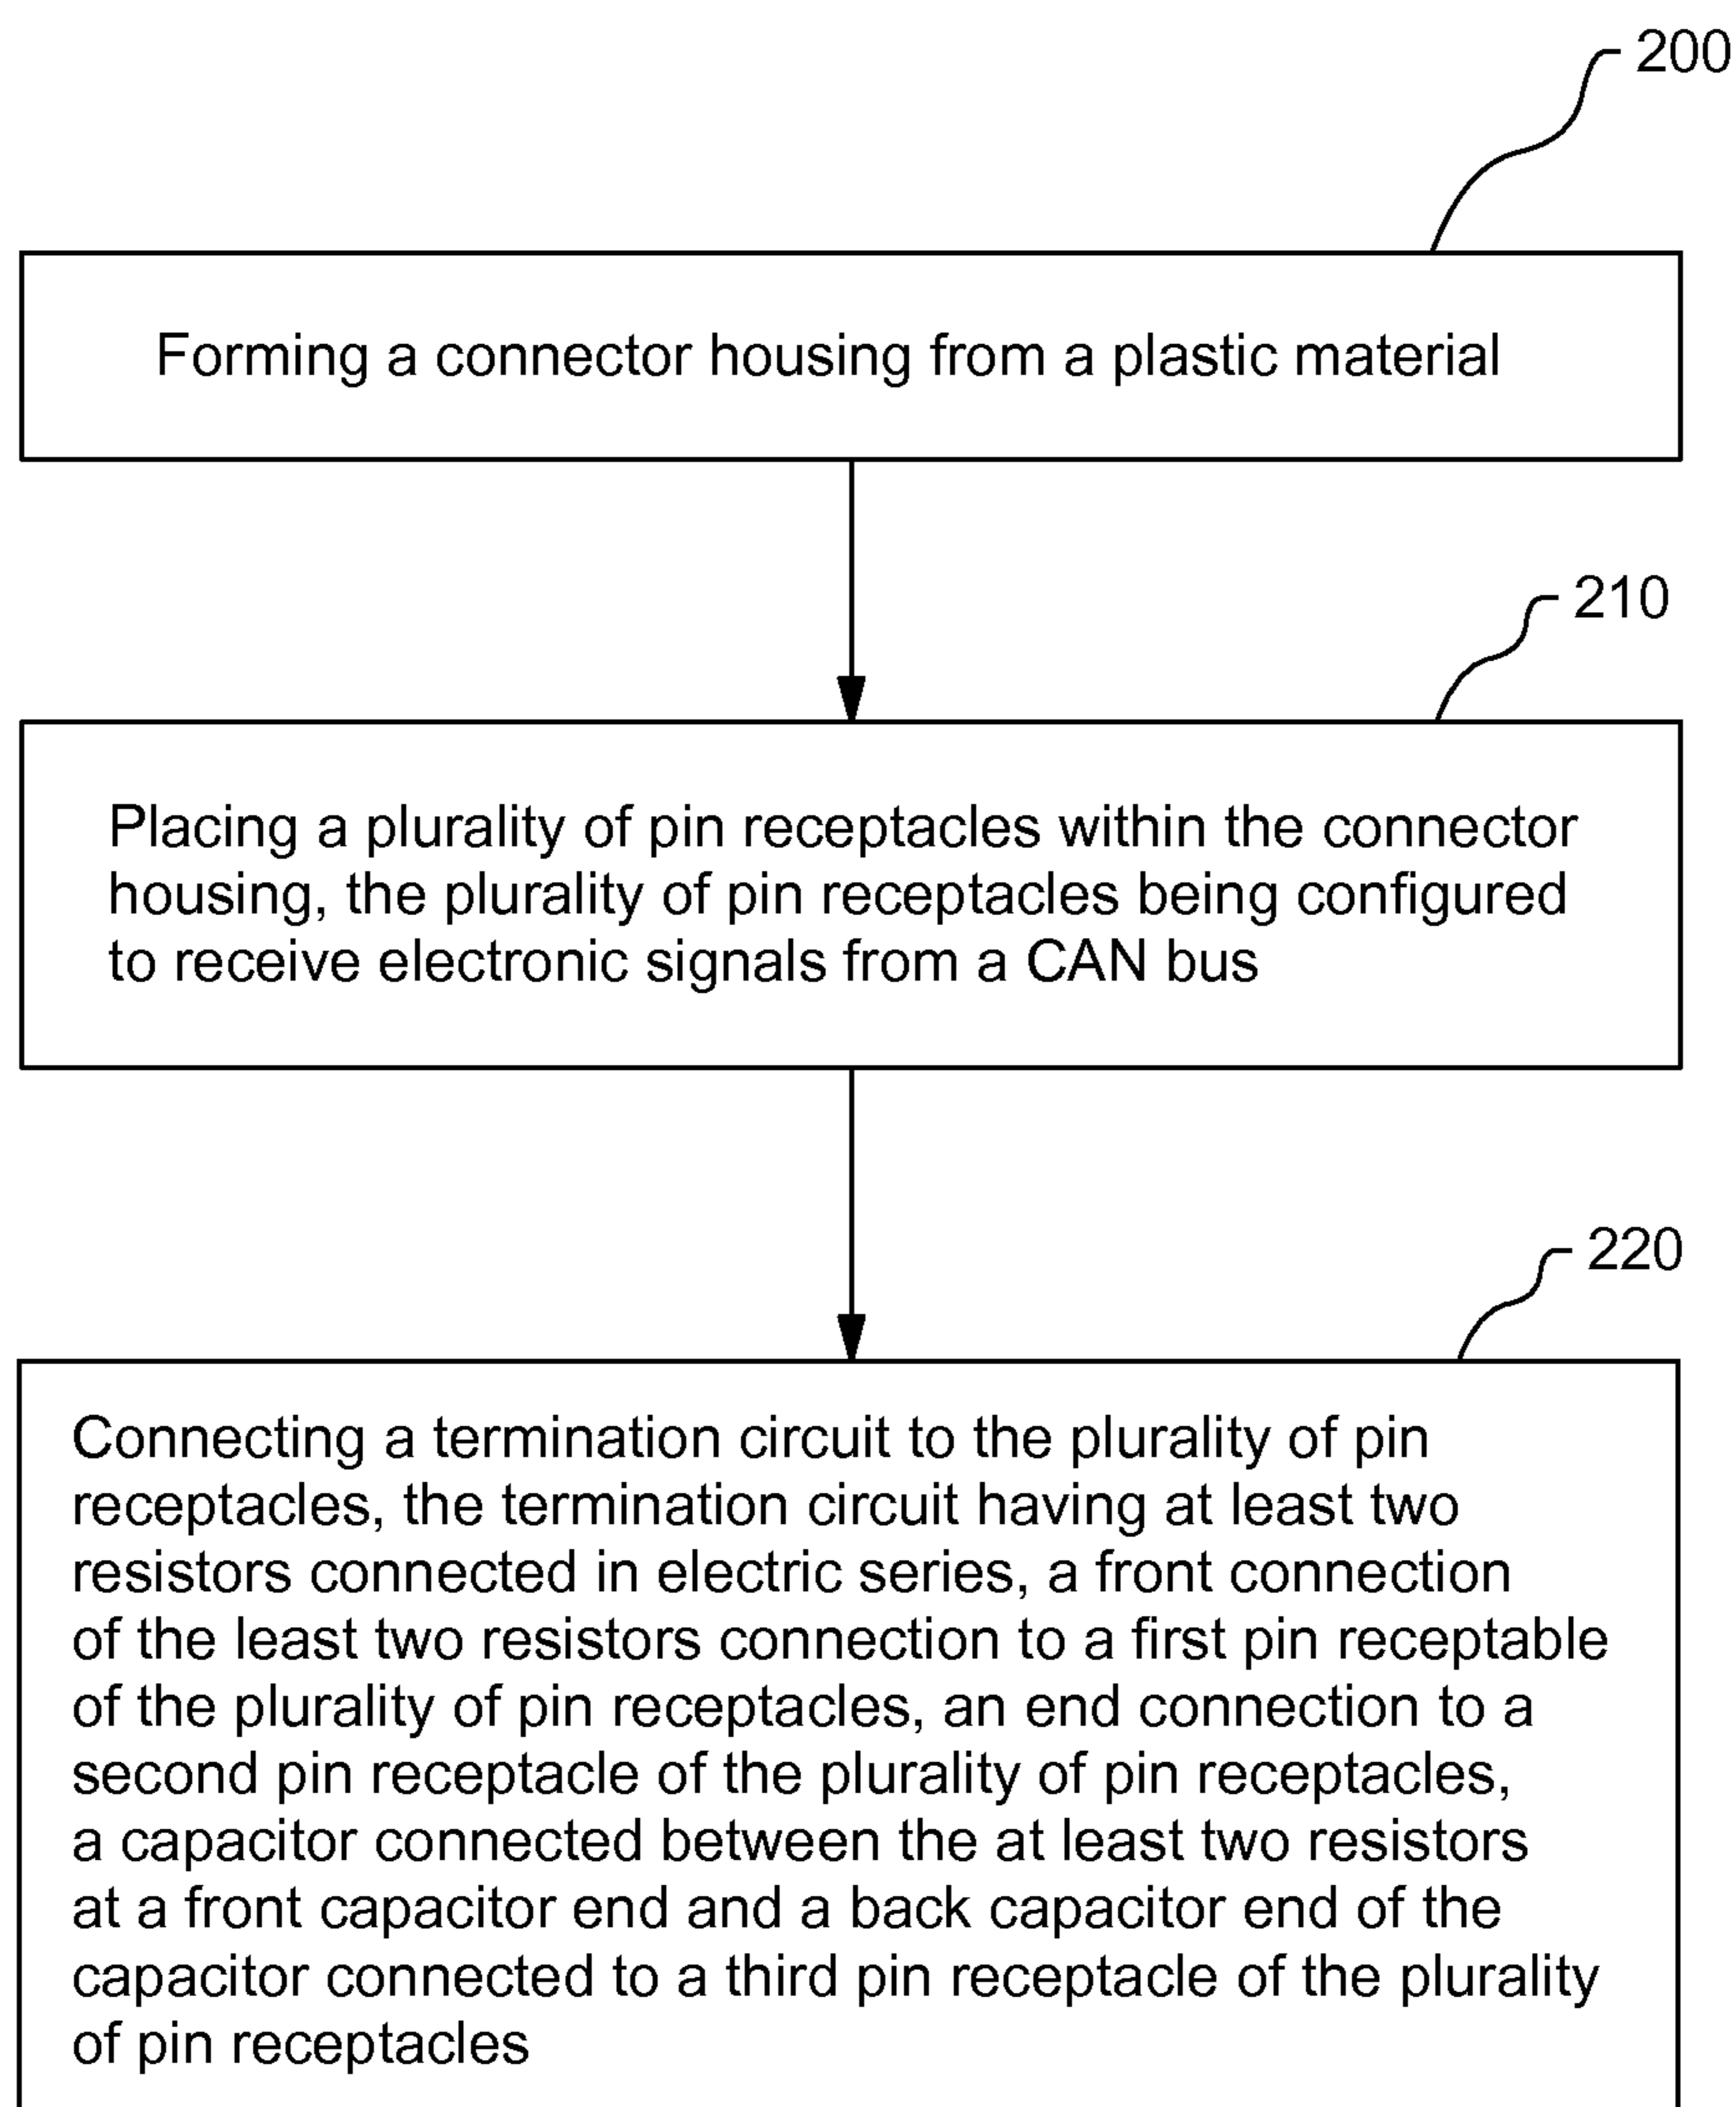 200
Forming a connector housing from a plastic material
210
Placing a plurality of pin receptacles within the connector
housing, the plurality of pin receptacles being configured
to receive electronic signals from a CAN bus
220
Connecting a termination circuit to the plurality of pin
receptacles, the termination circuit having at least two
resistors connected in electric series, a front connection
of the least two resistors connection to a first pin receptable
of the plurality of pin receptacles, an end connection to a
second pin receptacle of the plurality of pin receptacles,
a capacitor connected between the at least two resistors
at a front capacitor end and a back capacitor end of the
capacitor connected to a third pin receptacle of the plurality
of pin receptacles